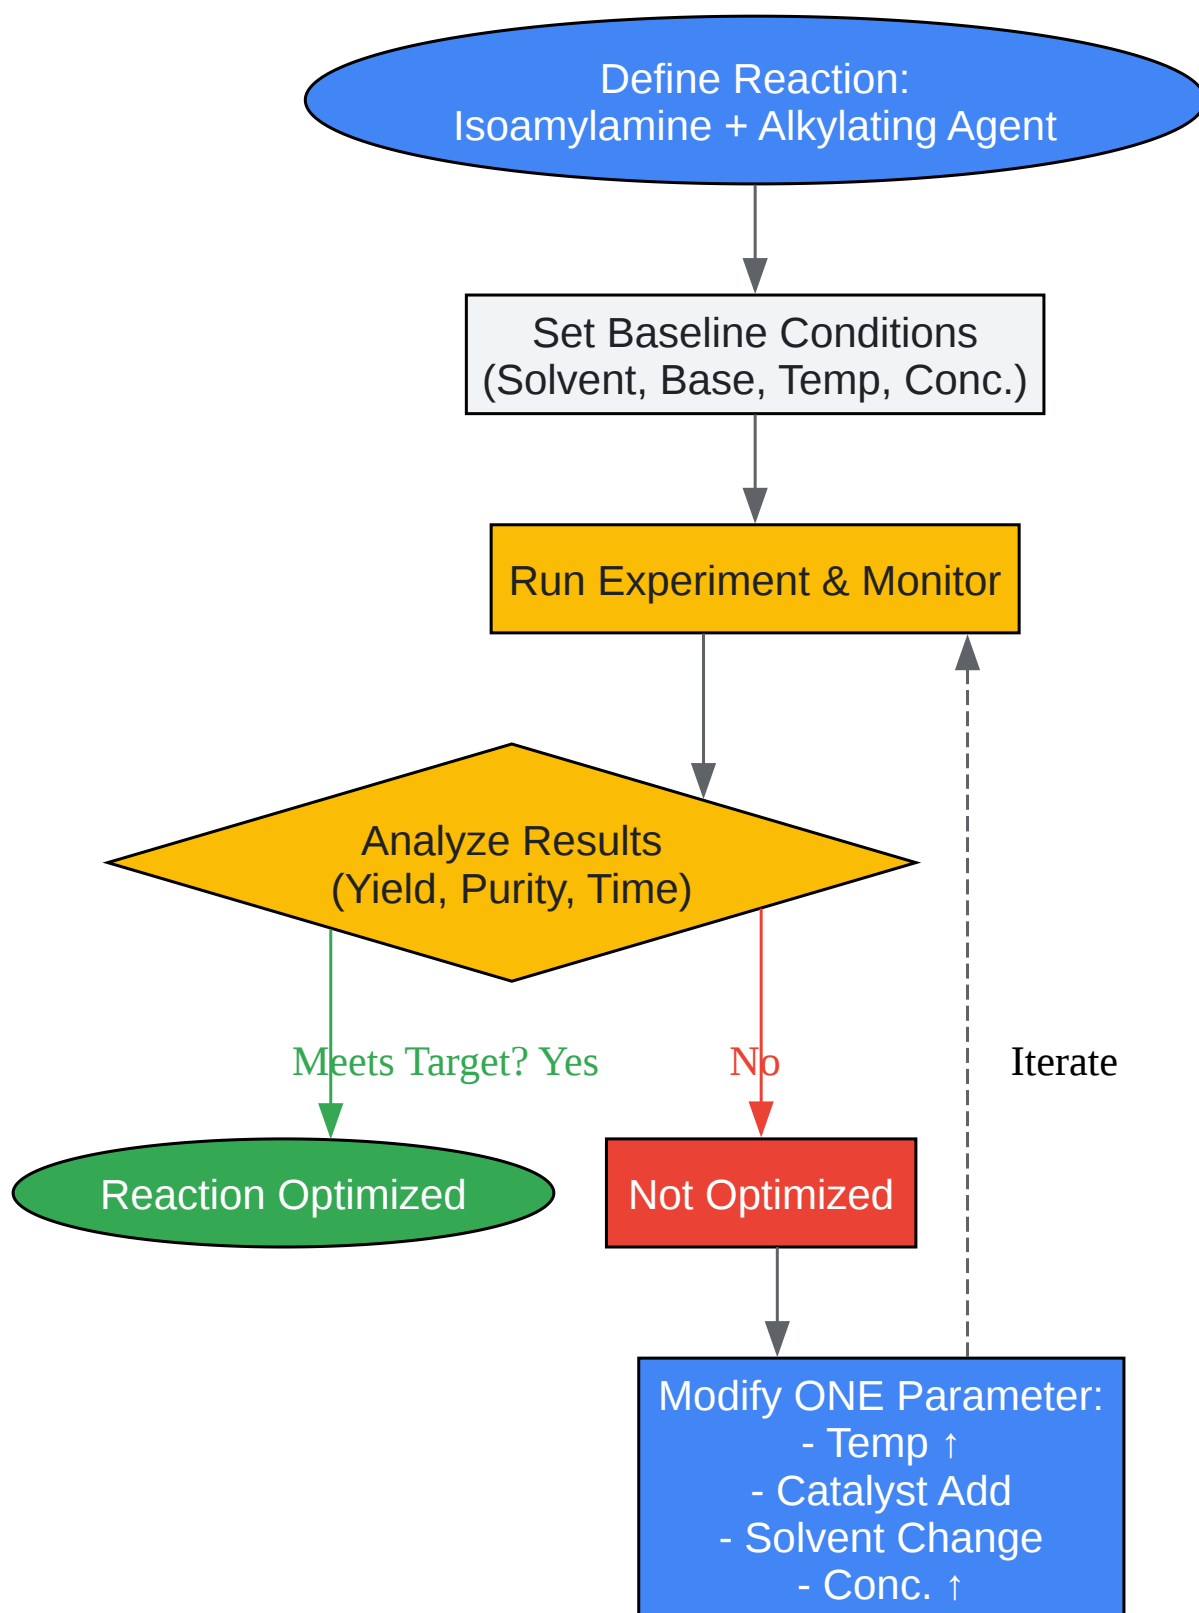 Define Reaction:
Isoamylamine + Alkylating Agent
Set Baseline Conditions
(Solvent, Base, Temp, Conc.)
Run Experiment & Monitor
Analyze Results
(Yield, Purity, Time)
Meets Target? Yes
No
Iterate
Reaction Optimized
Not Optimized
Modify ONE Parameter:
- Temp ↑
- Catalyst Add
- Solvent Change
- Conc. ↑